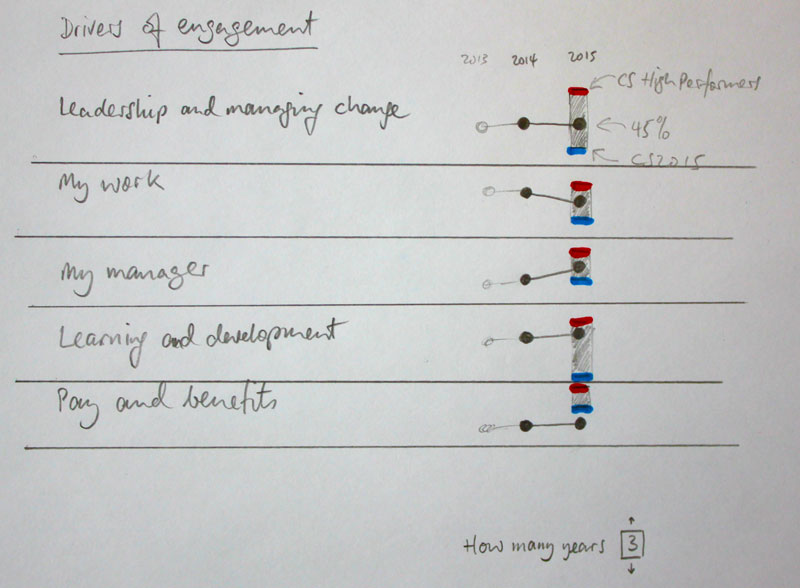 Drivers of engagement
2013 2014 2015
CS High Performers
Leadership and managing change
45%
CS2015
My work
My manager
Learning and development
Pay and benefits
How many years 3